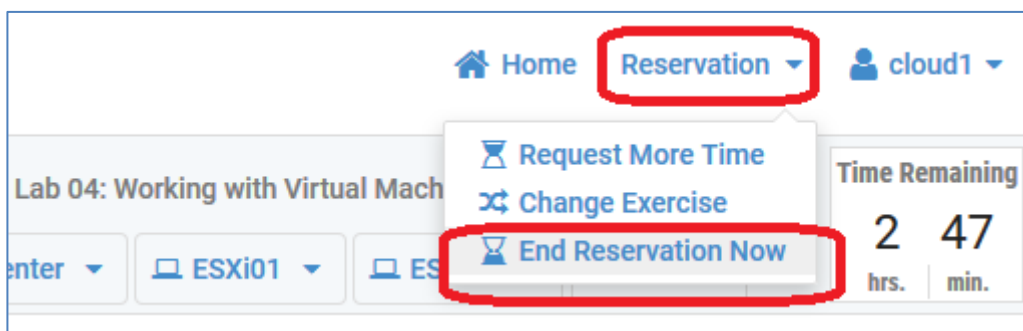 Home Reservation cloud1
Request More Time
Lab 04: Working with Virtual Mach
Change Exercise
End Reservation Now
Time Remaining
2 47
hrs. min.
enter ESXi01 ES